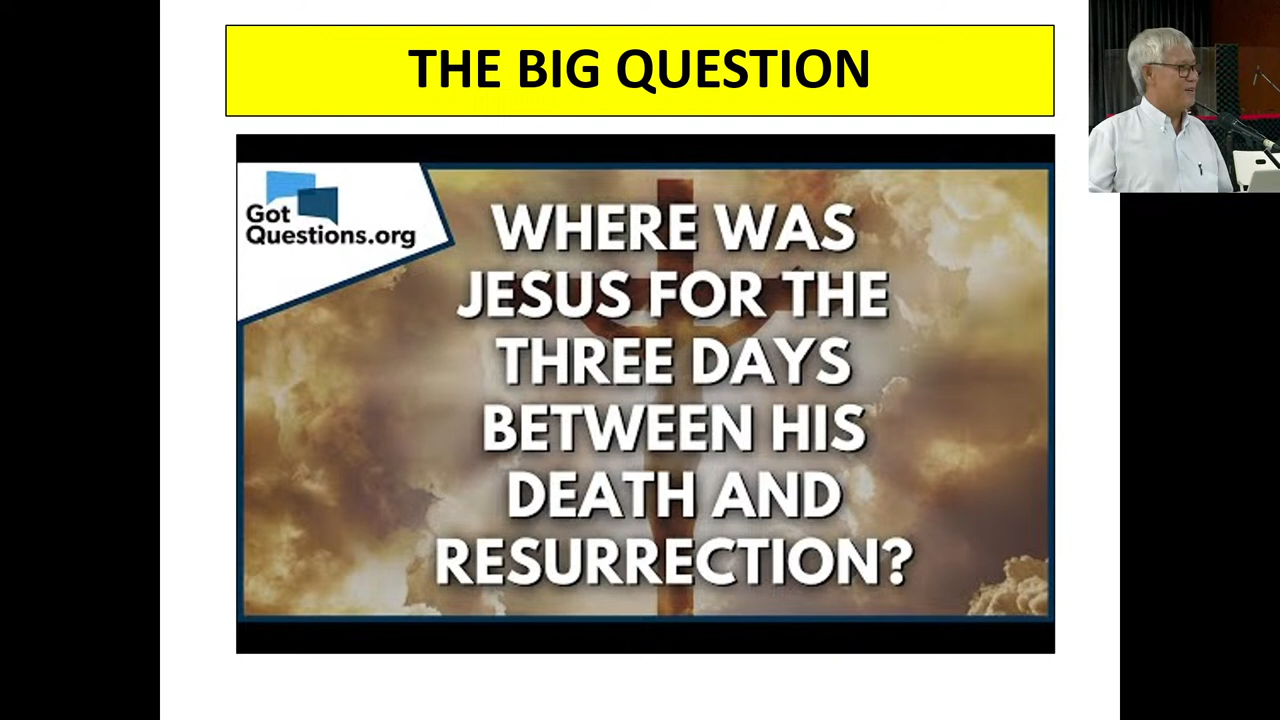 THE BIG QUESTION
Got
Questions.org
WHERE WAS
JESUS FOR THE
THREE DAYS
BETWEEN HIS
DEATH AND
RESURRECTION?